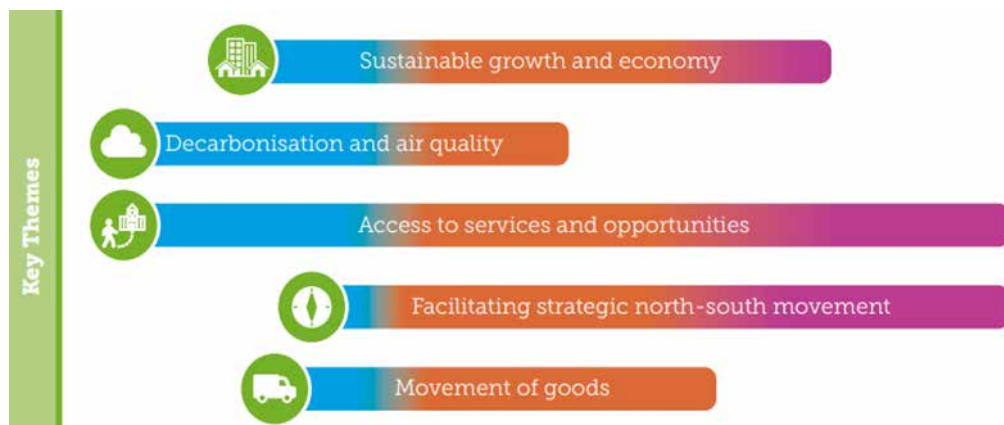 Key Themes
Sustainable growth and economy
Decarbonisation and air quality
Access to services and opportunities
Facilitating strategic north-south movement
Movement of goods